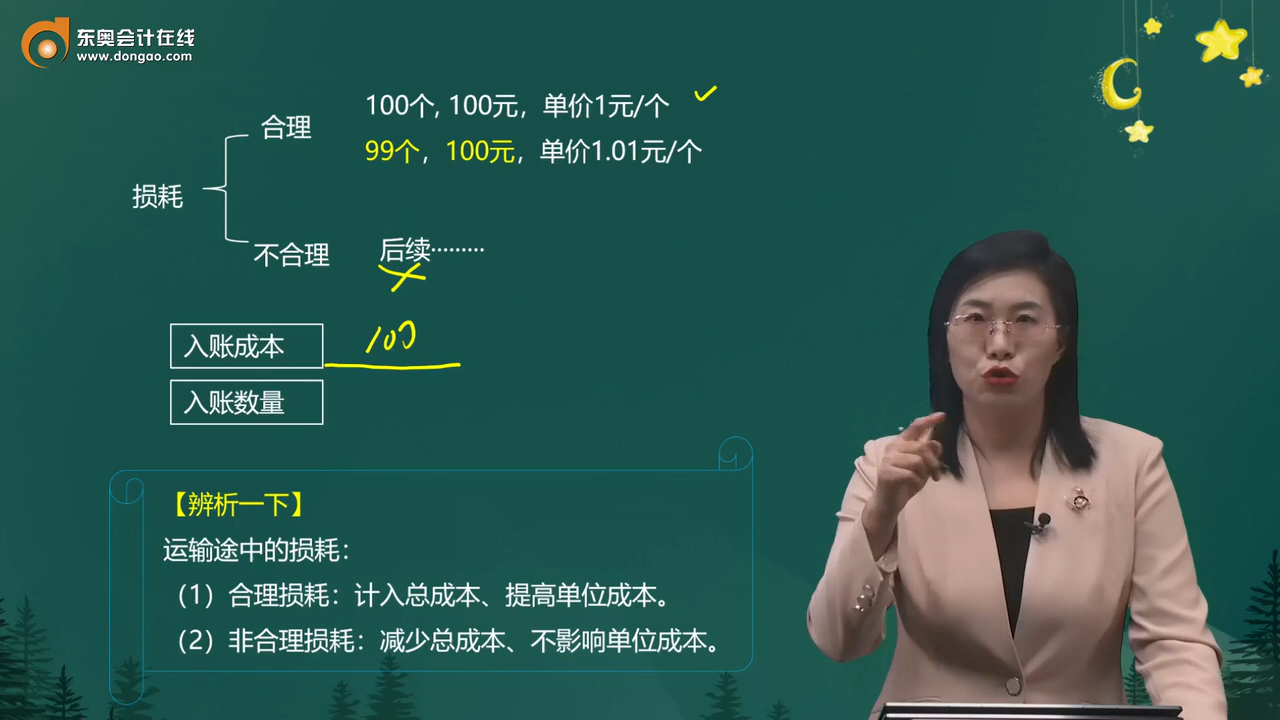 东奥会计在线
www.dongao.com
100个, 100元，单价1元/个
合理
99个，100元，单价1.01元/个
损耗
不合理
后续·········
入账成本
100
入账数量
【辨析一下】
运输途中的损耗：
（1）合理损耗：计入总成本、提高单位成本。
（2）非合理损耗：减少总成本、不影响单位成本。